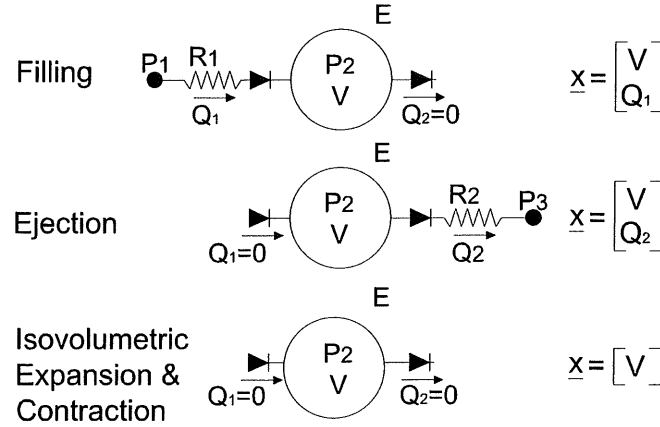 E
Filling
P1
R1
P2
V
Q1
Q2=0
x = [V
Q1]
E
Ejection
P2
V
R2
P3
Q1=0
Q2
x = [V
Q2]
E
Isovolumetric
Expansion &
Contraction
P2
V
Q1=0
Q2=0
x = [V]